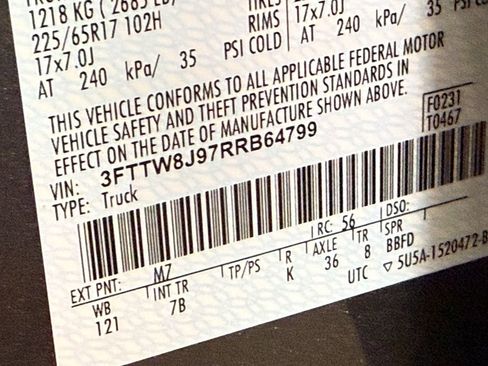 1218 KG ( 2685 LB)
225/65R17 102H
17x7.0J
AT 240 kPa/ 35 PSI COLD
RIMS 17x7.0J
AT 240 kPa/ 35 PSI
THIS VEHICLE CONFORMS TO ALL APPLICABLE FEDERAL MOTOR
VEHICLE SAFETY AND THEFT PREVENTION STANDARDS IN
EFFECT ON THE DATE OF MANUFACTURE SHOWN ABOVE.
VIN: 3FTTW8J97RRB64799
TYPE: Truck
F0231
T0467
EXT PNT: M7 RC: 56 DSO:
WB INT TR TP/PS R AXLE TR SPR
121 7B K 36 8 BBFD
UTC ▽ 5U5A-1520472-B